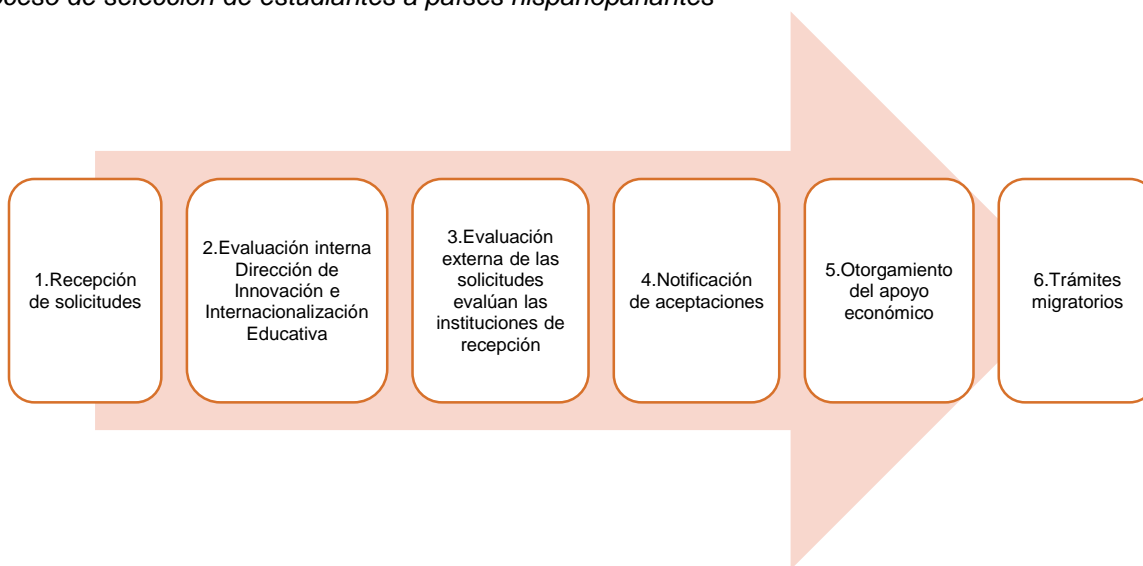 selección de estudiantes a países hispanoparlantes
1.Recepción
de solicitudes
2.Evaluación interna
Dirección de
Innovación e
Internacionalización
Educativa
3.Evaluación
externa de las
solicitudes
evalúan las
instituciones de
recepción
4.Notificación
de aceptaciones
5.Otorgamiento
del apoyo
económico
6.Trámites
migratorios